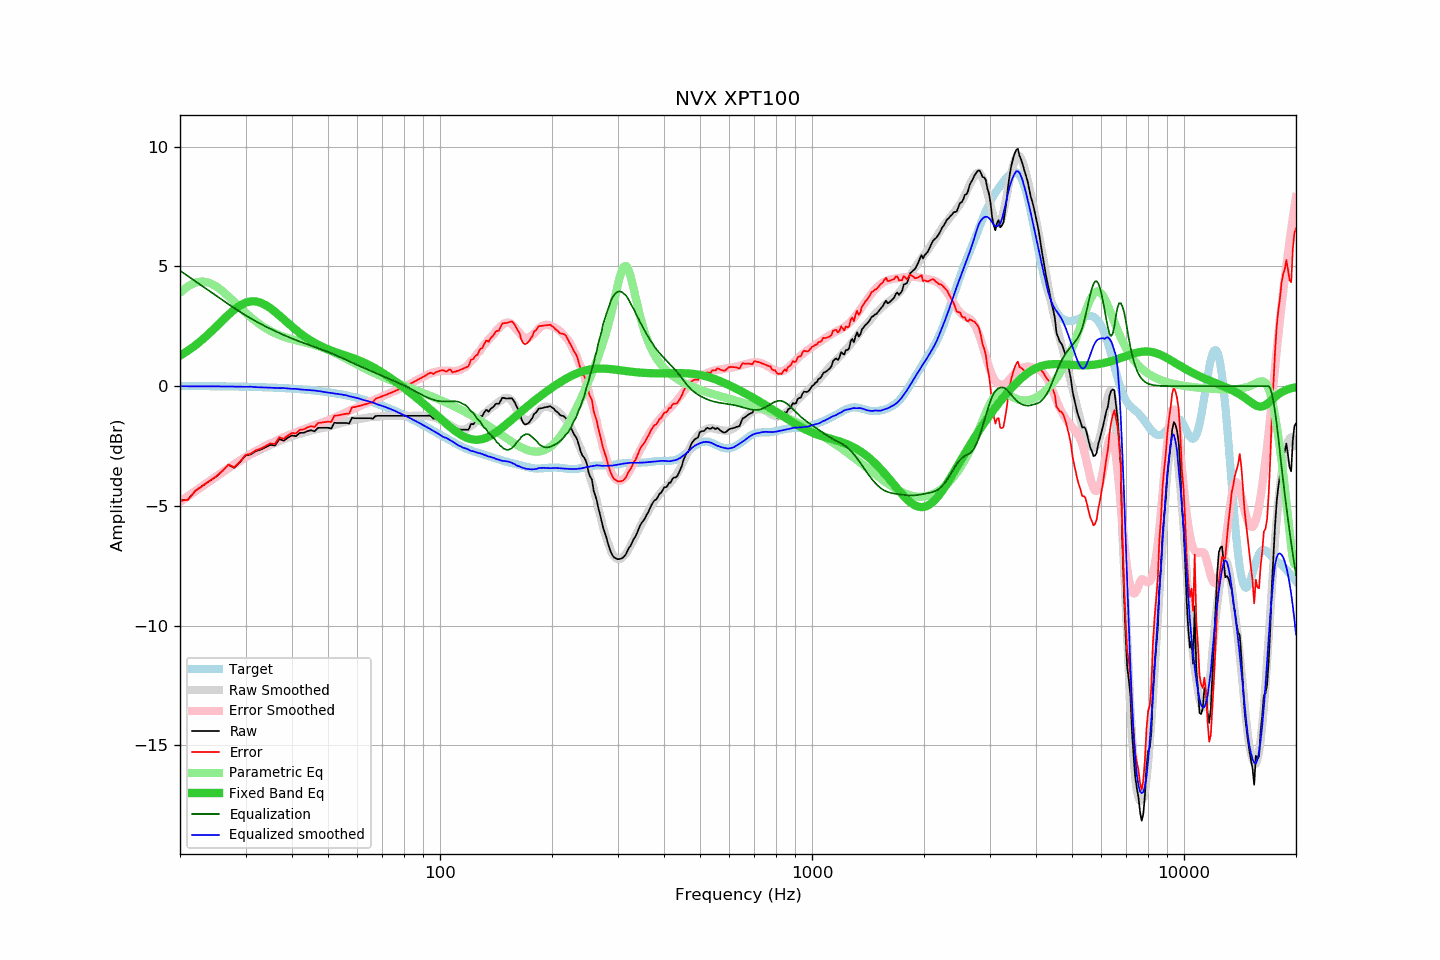 NVX XPT100
10
5
0
−5
−10
−15
Amplitude (dBr)
Target
Raw Smoothed
Error Smoothed
Raw
Error
Parametric Eq
Fixed Band Eq
Equalization
Equalized smoothed
100
1000
10000
Frequency (Hz)